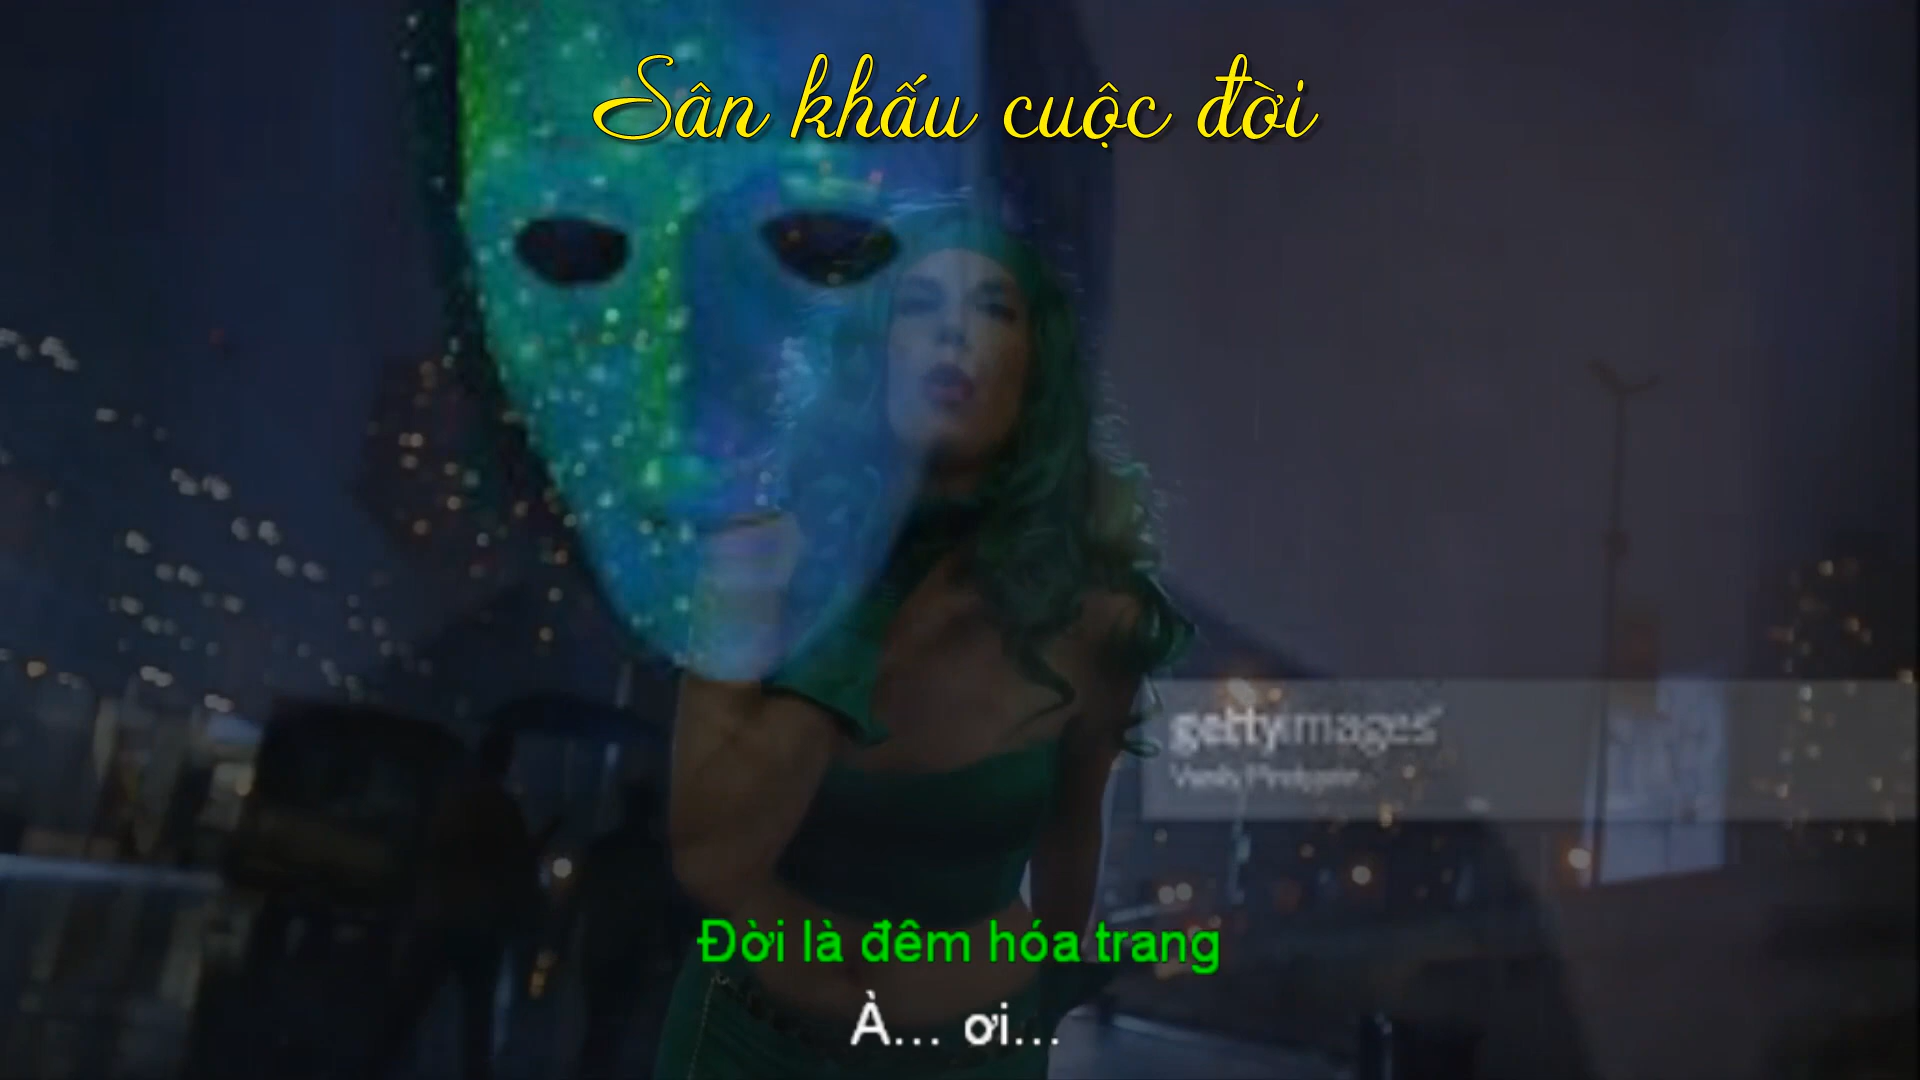 Sân khấu cuộc đời
gettyimages
Đời là đêm hóa trang
À... ơi...